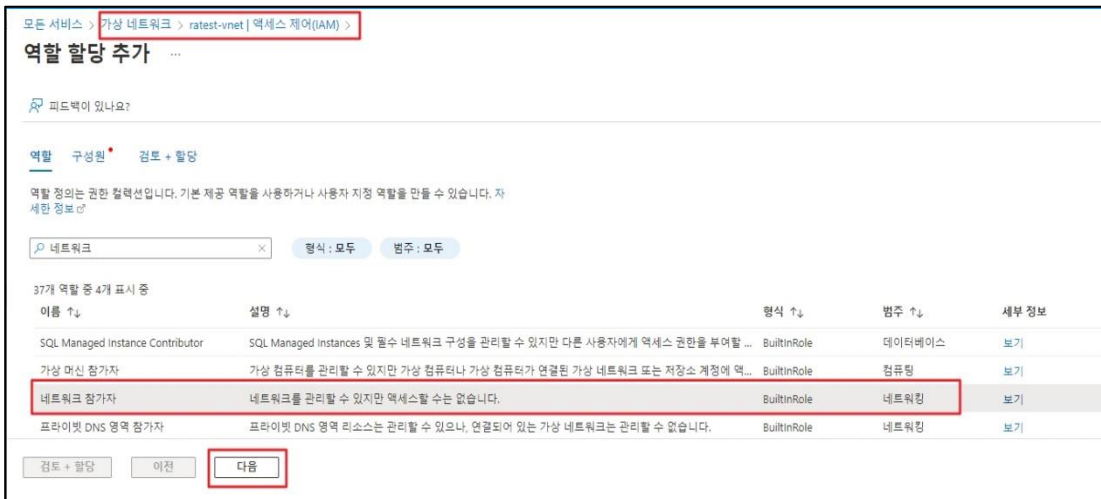 모든 서비스 > 가상 네트워크 > ratest-vnet | 액세스 제어(IAM) >
역할 할당 추가 ...
피드백이 있나요?
역할 구성원 검토 + 할당
역할 정의는 권한 컬렉션입니다. 기본 제공 역할을 사용하거나 사용자 지정 역할을 만들 수 있습니다. 자
세한 정보
네트워크 × 형식 : 모두 범주 : 모두
37개 역할 중 4개 표시 중
이름 ↑↓ 설명 ↑↓ 형식 ↑↓ 범주 ↑↓ 세부 정보
SQL Managed Instance Contributor SQL Managed Instances 및 필수 네트워크 구성을 관리할 수 있지만 다른 사용자에게 액세스 권한을 부여할 ... BuiltInRole 데이터베이스 보기
가상 머신 참가자 가상 컴퓨터를 관리할 수 있지만 가상 컴퓨터나 가상 컴퓨터가 연결된 가상 네트워크 또는 저장소 계정에 액... BuiltInRole 컴퓨팅 보기
네트워크 참가자 네트워크를 관리할 수 있지만 액세스할 수는 없습니다. BuiltInRole 네트워킹 보기
프라이빗 DNS 영역 참가자 프라이빗 DNS 영역 리소스는 관리할 수 있으나, 연결되어 있는 가상 네트워크는 관리할 수 없습니다. BuiltInRole 네트워킹 보기
검토 + 할당 이전 다음